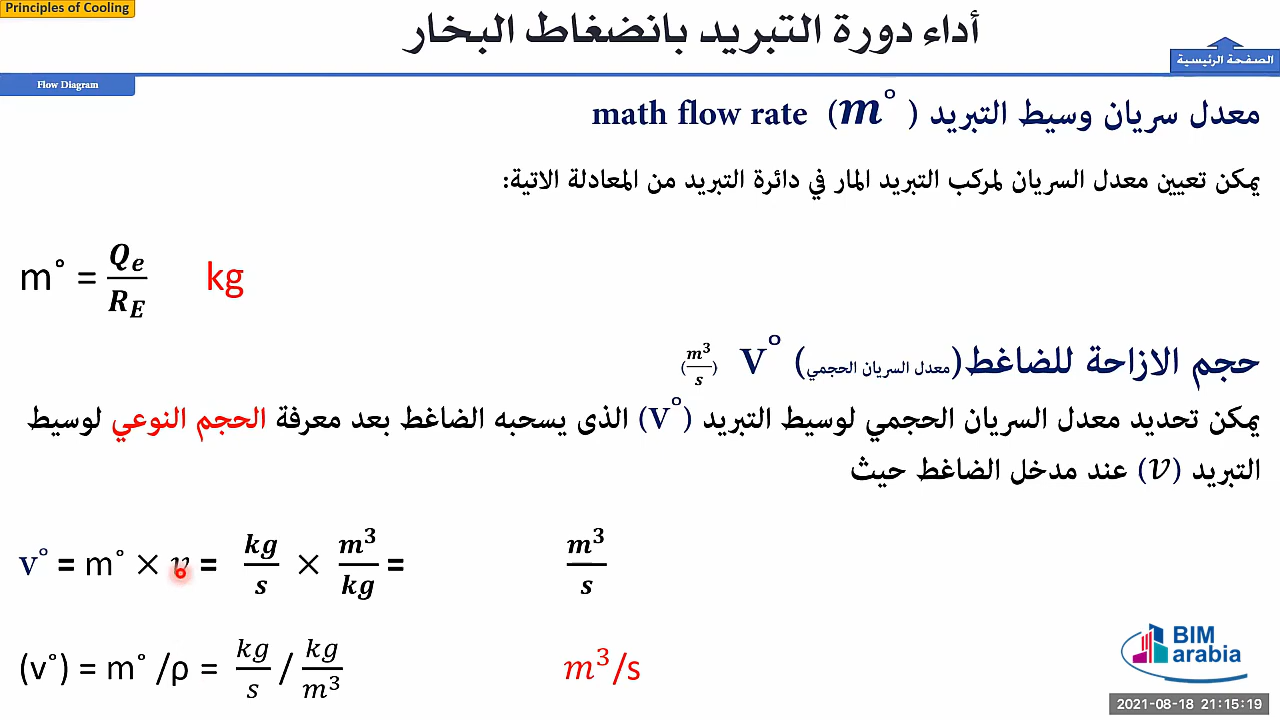 Principles of Cooling
أداء دورة التبريد بانضغاط البخار
الصفحة الرئيسية
Flow Diagram
معدل سريان وسيط التبريد ( m° ) math flow rate
يمكن تعيين معدل السريان لمركب التبريد المار في دائرة التبريد من المعادلة الاتية:
m° = Qe / RE kg
حجم الازاحة للضاغط (معدل السريان الحجمي) V° (m³/s)
يمكن تحديد معدل السريان الحجمي لوسيط التبريد (V°) الذى يسحبه الضاغط بعد معرفة الحجم النوعي لوسيط
التبريد (v) عند مدخل الضاغط حيث
v° = m° × v = kg/s × m³/kg = m³/s
(v°) = m° /ρ = kg/s / kg/m³ m³/s
BIM
arabia
2021-08-18 21:15:19